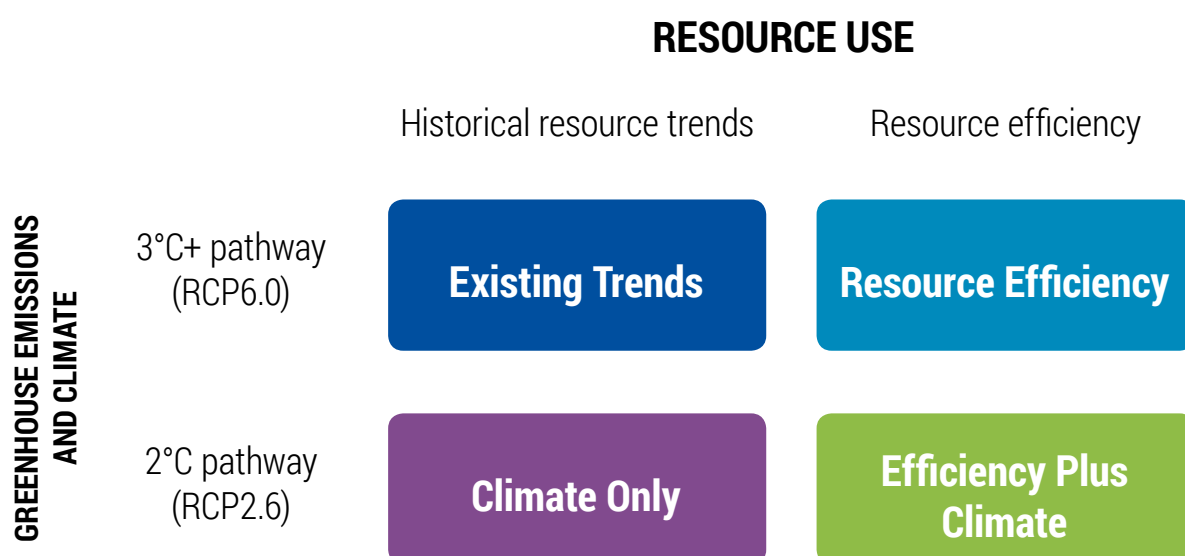 RESOURCE USE
Historical resource trends
Resource efficiency
GREENHOUSE EMISSIONS
AND CLIMATE
3°C+ pathway
(RCP6.0)
Existing Trends
Resource Efficiency
2°C pathway
(RCP2.6)
Climate Only
Efficiency Plus
Climate